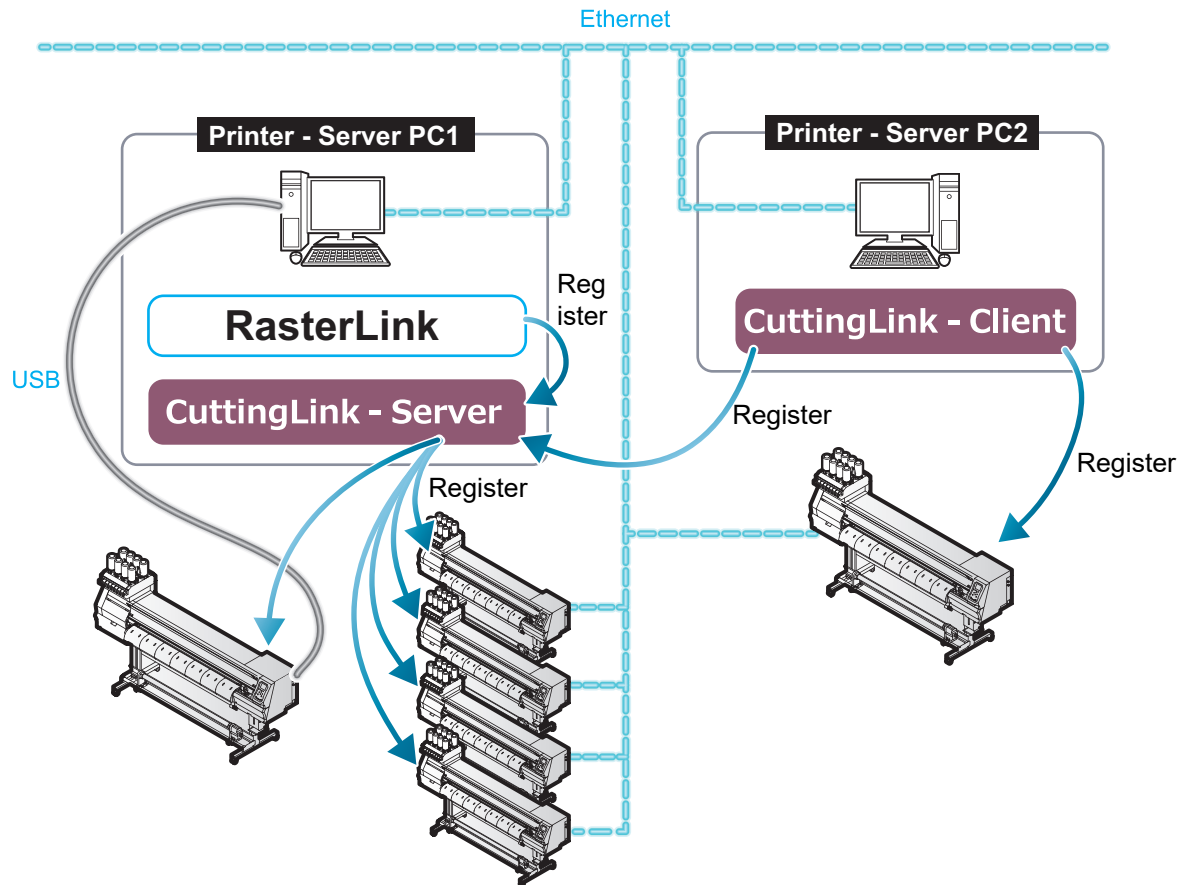 Ethernet
Printer - Server PC1
Printer - Server PC2
Reg
ister
RasterLink
CuttingLink - Client
USB
CuttingLink - Server
Register
Register
Register